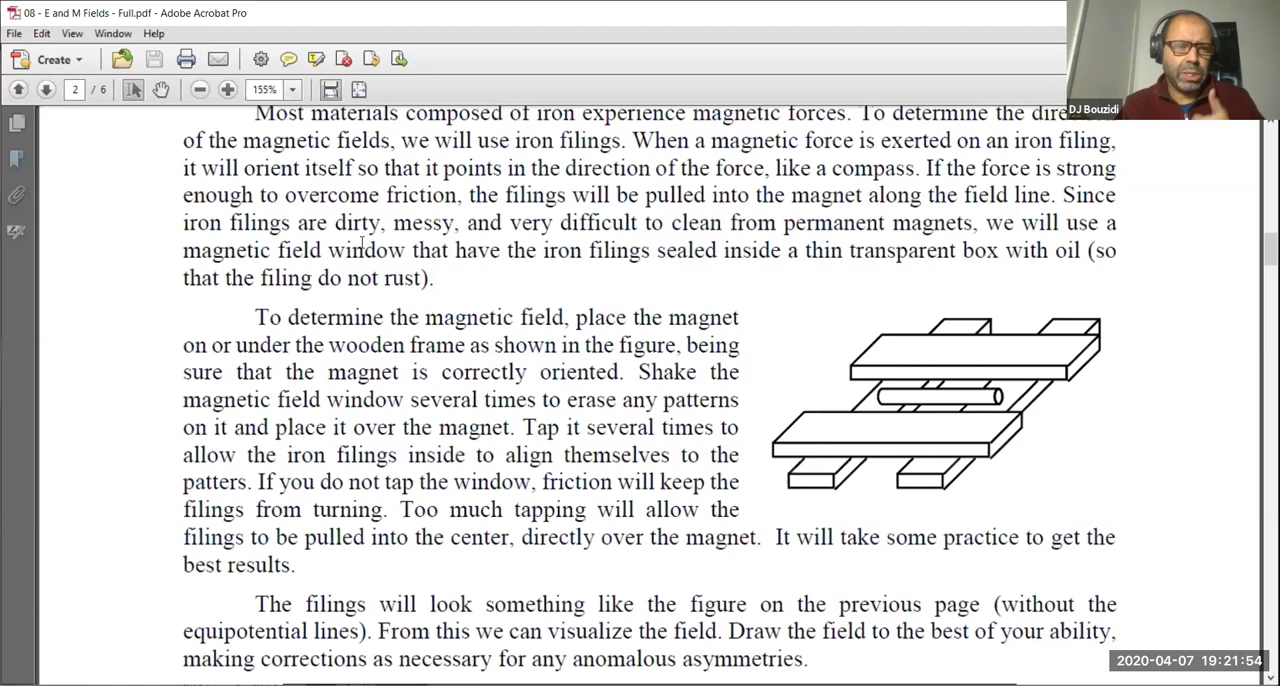 08 - E and M Fields - Full.pdf - Adobe Acrobat Pro
File Edit View Window Help
Create
2 / 6 155%
DJ Bouzidi
Most materials composed of iron experience magnetic forces. To determine the
of the magnetic fields, we will use iron filings. When a magnetic force is exerted on an iron filing,
it will orient itself so that it points in the direction of the force, like a compass. If the force is strong
enough to overcome friction, the filings will be pulled into the magnet along the field line. Since
iron filings are dirty, messy, and very difficult to clean from permanent magnets, we will use a
magnetic field window that have the iron filings sealed inside a thin transparent box with oil (so
that the filing do not rust).
To determine the magnetic field, place the magnet
on or under the wooden frame as shown in the figure, being
sure that the magnet is correctly oriented. Shake the
magnetic field window several times to erase any patterns
on it and place it over the magnet. Tap it several times to
allow the iron filings inside to align themselves to the
patters. If you do not tap the window, friction will keep the
filings from turning. Too much tapping will allow the
filings to be pulled into the center, directly over the magnet. It will take some practice to get the
best results.
The filings will look something like the figure on the previous page (without the
equipotential lines). From this we can visualize the field. Draw the field to the best of your ability,
making corrections as necessary for any anomalous asymmetries.
2020-04-07 19:21:54